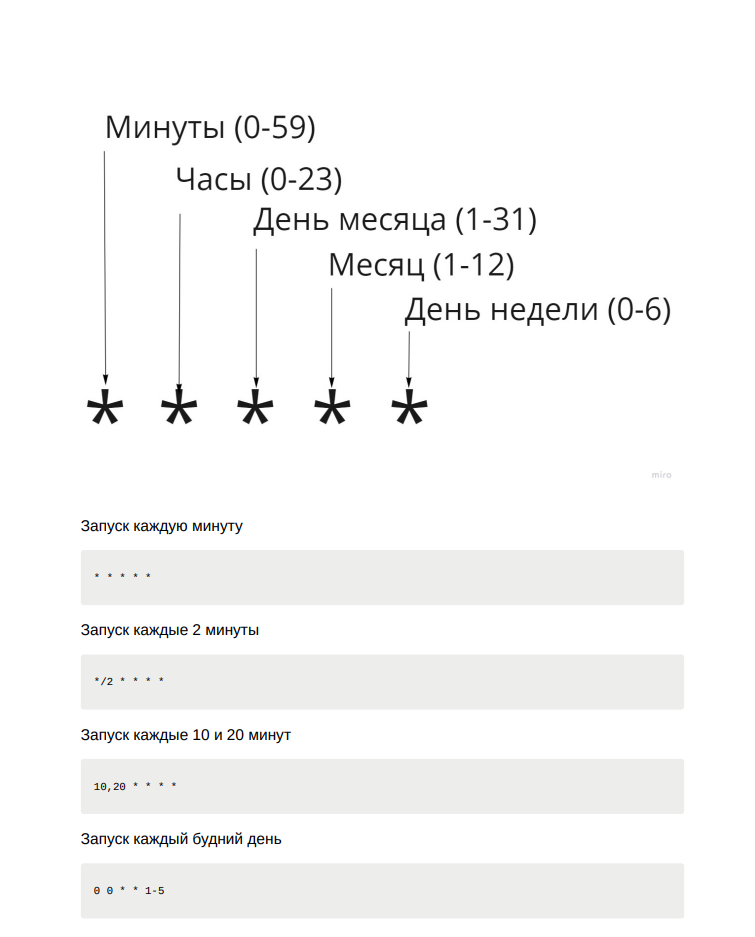 Минуты (0-59)
Часы (0-23)
День месяца (1-31)
Месяц (1-12)
День недели (0-6)
* * * * *
miro
Запуск каждую минуту
* * * * *
Запуск каждые 2 минуты
*/2 * * * *
Запуск каждые 10 и 20 минут
10,20 * * * *
Запуск каждый будний день
0 0 * * 1-5